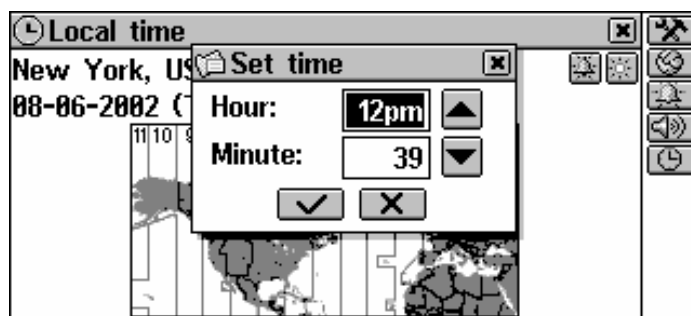 Local time
New York, US
08-06-2002 (
Set time
Hour: 12pm
Minute: 39
11 10 9